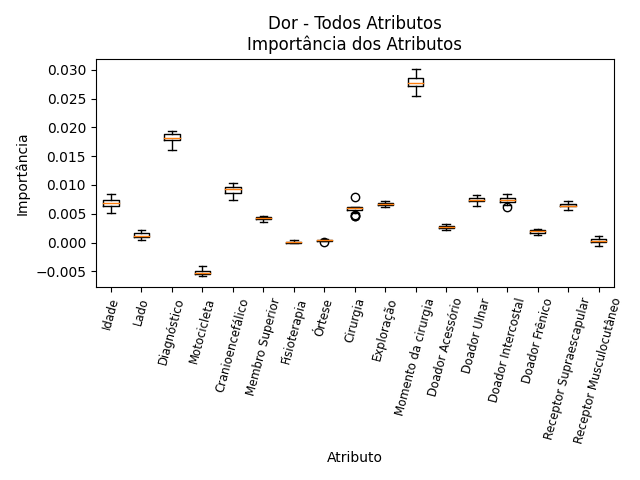 Dor - Todos Atributos
Importância dos Atributos
Importância
0.030
0.025
0.020
0.015
0.010
0.005
0.000
−0.005
Idade
Lado
Diagnóstico
Motocicleta
Cranioencefálico
Membro Superior
Fisioterapia
Órtese
Cirurgia
Exploração
Momento da cirurgia
Doador Acessório
Doador Ulnar
Doador Intercostal
Doador Frênico
Receptor Supraescapular
Receptor Musculocutâneo
Atributo